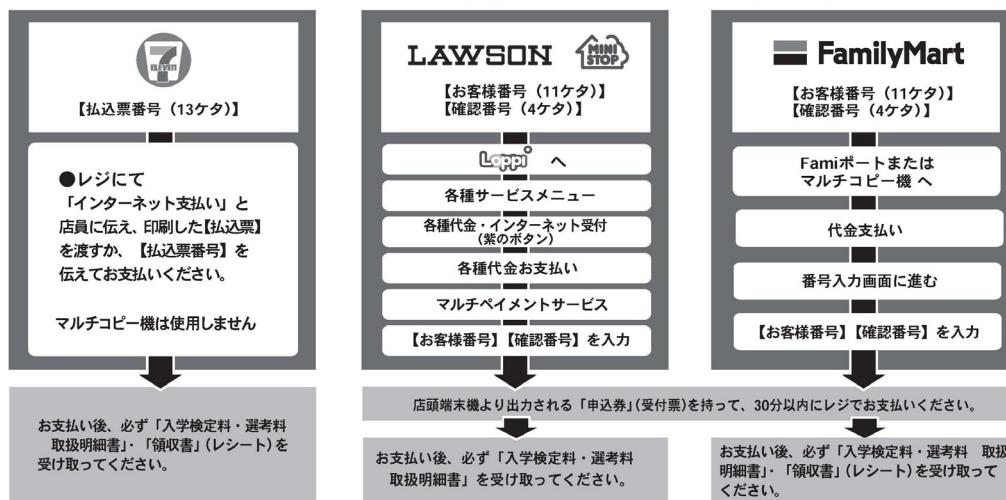 7
ELEVEN
【払込票番号（13ケタ）】
●レジにて
「インターネット支払い」と
店員に伝え、印刷した【払込票】
を渡すか、【払込票番号】を
伝えてお支払いください。
マルチコピー機は使用しません
お支払い後、必ず「入学検定料・選考料
取扱明細書」・「領収書」（レシート）を
受け取ってください。
LAWSON
MINI
STOP
【お客様番号（11ケタ）】
【確認番号（4ケタ）】
Loppi へ
各種サービスメニュー
各種代金・インターネット受付
（紫のボタン）
各種代金お支払い
マルチペイメントサービス
【お客様番号】【確認番号】を入力
FamilyMart
【お客様番号（11ケタ）】
【確認番号（4ケタ）】
Famiポートまたは
マルチコピー機 へ
代金支払い
番号入力画面に進む
【お客様番号】【確認番号】を入力
店頭端末機より出力される「申込券」（受付票）を持って、30分以内にレジでお支払いください。
お支払い後、必ず「入学検定料・選考料
取扱明細書」を受け取ってください。
お支払い後、必ず「入学検定料・選考料 取扱
明細書」・「領収書」（レシート）を受け取って
ください。